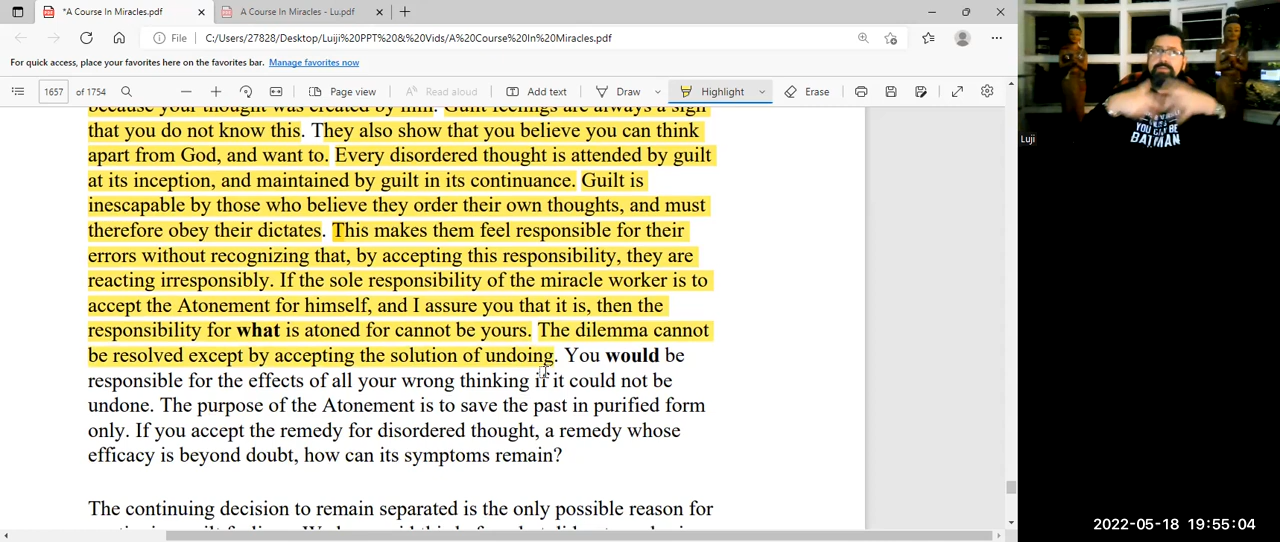 *A Course In Miracles.pdf
A Course In Miracles - Lu.pdf
File
C:/Users/27828/Desktop/Luiji%20PPT%20&%20Vids/A%20Course%20In%20Miracles.pdf
For quick access, place your favorites here on the favorites bar. Manage favorites now
1657 of 1754
Page view
Read aloud
Add text
Draw
Highlight
Erase
that you do not know this. They also show that you believe you can think
apart from God, and want to. Every disordered thought is attended by guilt
at its inception, and maintained by guilt in its continuance. Guilt is
inescapable by those who believe they order their own thoughts, and must
therefore obey their dictates. This makes them feel responsible for their
errors without recognizing that, by accepting this responsibility, they are
reacting irresponsibly. If the sole responsibility of the miracle worker is to
accept the Atonement for himself, and I assure you that it is, then the
responsibility for what is atoned for cannot be yours. The dilemma cannot
be resolved except by accepting the solution of undoing. You would be
responsible for the effects of all your wrong thinking if it could not be
undone. The purpose of the Atonement is to save the past in purified form
only. If you accept the remedy for disordered thought, a remedy whose
efficacy is beyond doubt, how can its symptoms remain?
The continuing decision to remain separated is the only possible reason for
Luiji
YOU CAN BE
BATMAN
2022-05-18 19:55:04